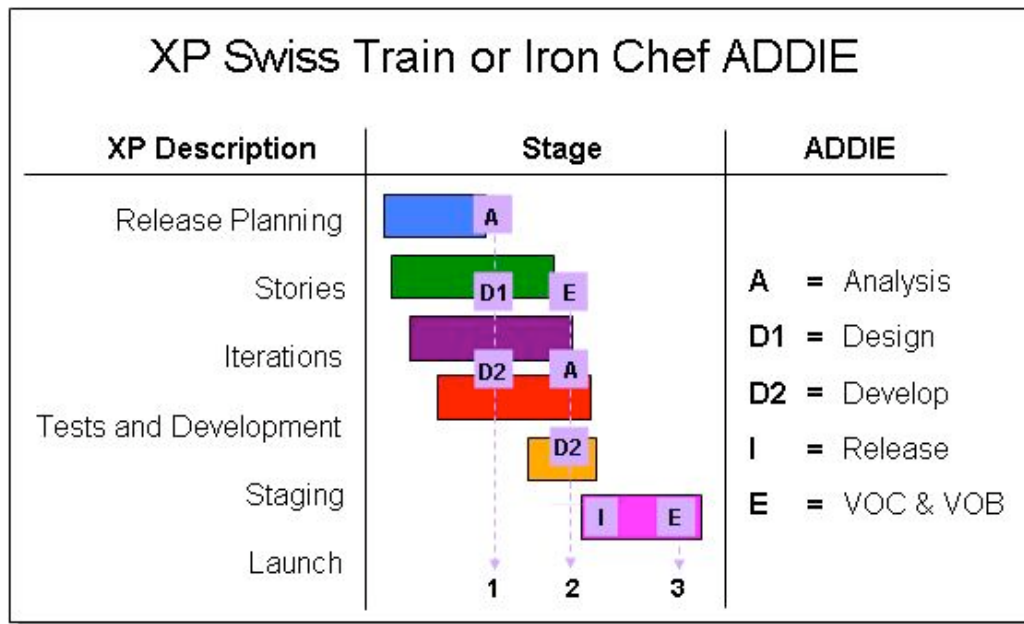 XP Swiss Train or Iron Chef ADDIE
XP Description Stage ADDIE
Release Planning
Stories
Iterations
Tests and Development
Staging
Launch
A
D1 E
D2 A
D2
I E
1 2 3
A = Analysis
D1 = Design
D2 = Develop
I = Release
E = VOC & VOB